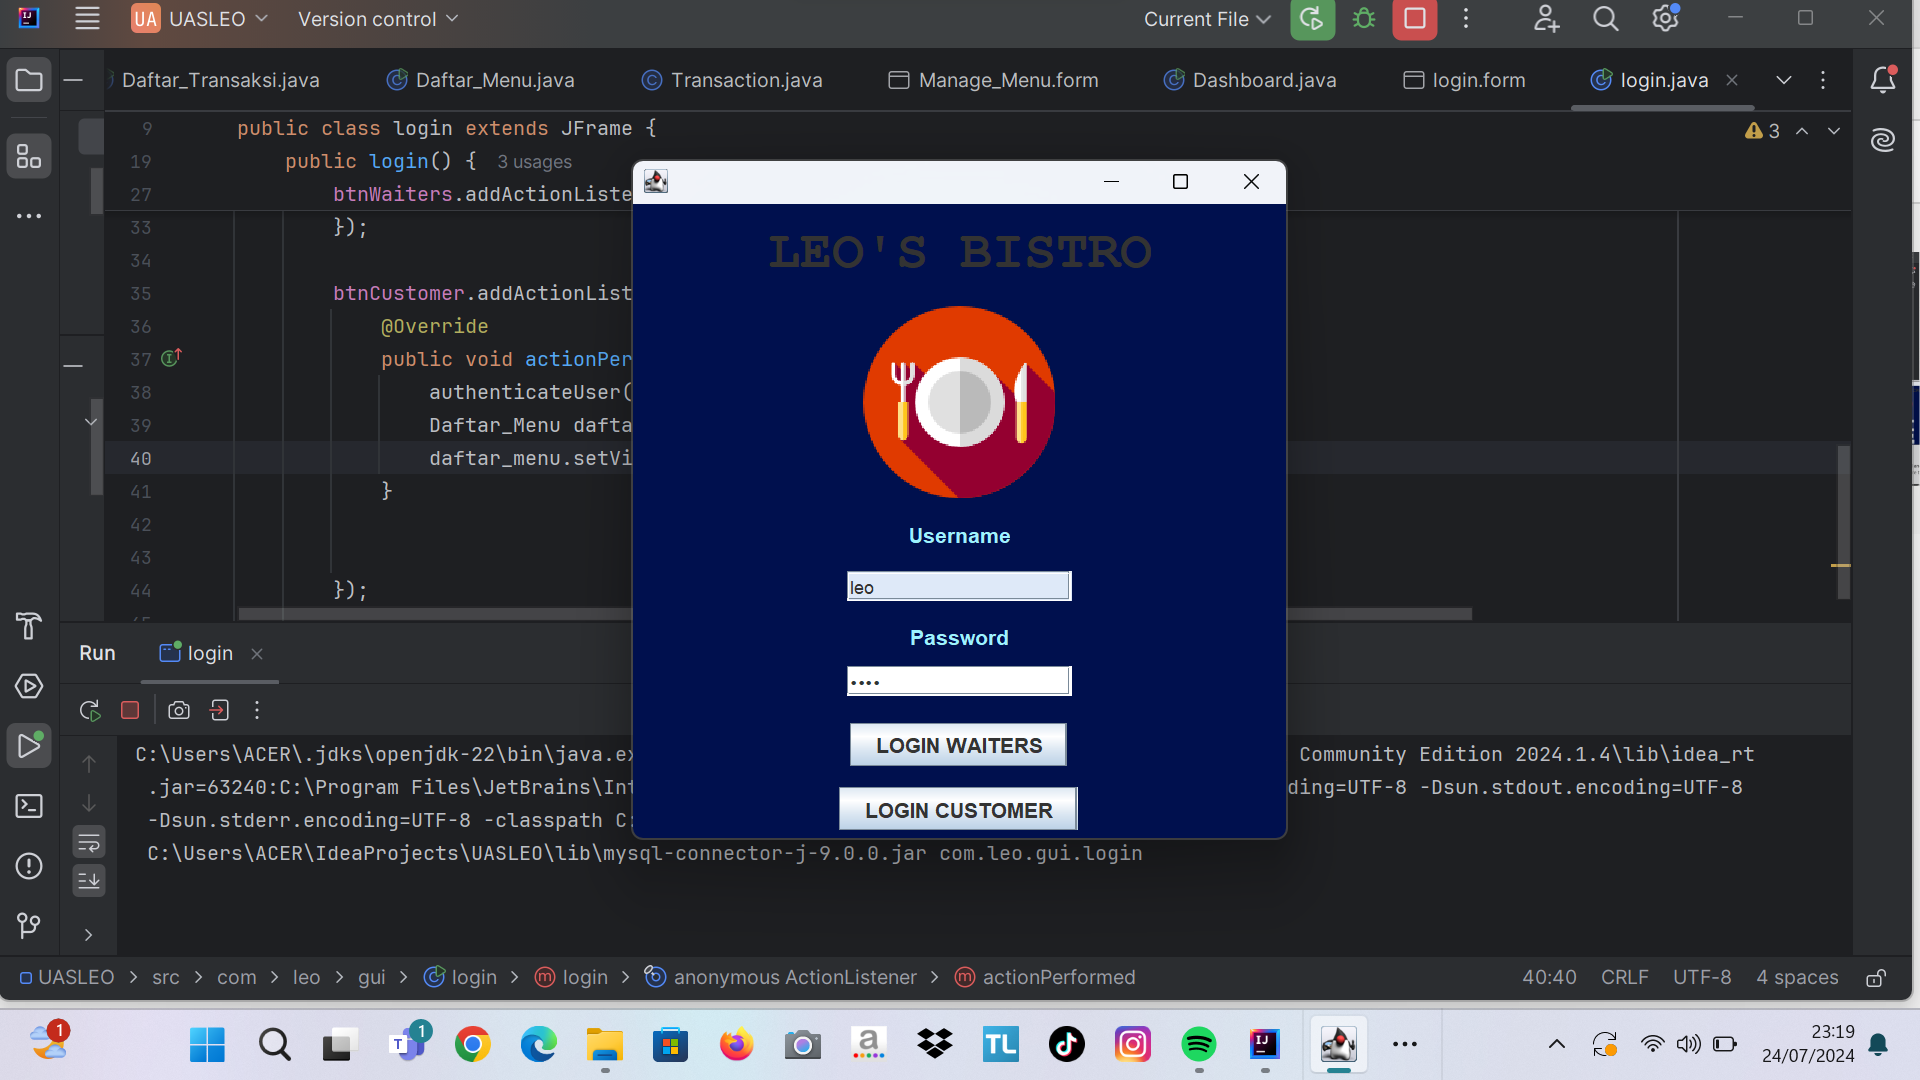 UA UASLEO Version control Current File
Daftar_Transaksi.java Daftar_Menu.java Transaction.java Manage_Menu.form Dashboard.java login.form login.java
9 public class login extends JFrame {
3
19 public login() { 3 usages
27 btnWaiters.addActionListe
33 });
34
35 btnCustomer.addActionList
36 @Override
37 public void actionPer
38 authenticateUser(
39 Daftar_Menu dafta
40 daftar_menu.setVi
41 }
42
43
44 });
LEO'S BISTRO
Username
leo
Password
••••
LOGIN WAITERS
LOGIN CUSTOMER
Run login
C:\Users\ACER\.jdks\openjdk-22\bin\java.ex Community Edition 2024.1.4\lib\idea_rt
.jar=63240:C:\Program Files\JetBrains\Int ding=UTF-8 -Dsun.stdout.encoding=UTF-8
-Dsun.stderr.encoding=UTF-8 -classpath C:
C:\Users\ACER\IdeaProjects\UASLEO\lib\mysql-connector-j-9.0.0.jar com.leo.gui.login
UASLEO > src > com > leo > gui > login > login > anonymous ActionListener > actionPerformed 40:40 CRLF UTF-8 4 spaces
1
1
TL
23:19
24/07/2024